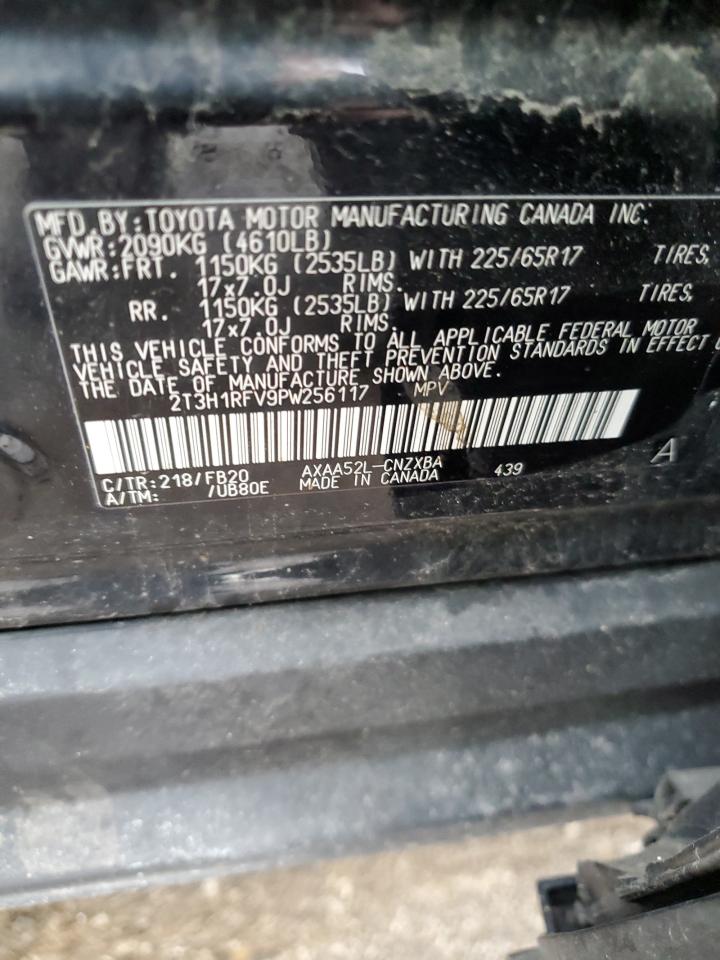 MFD.BY:TOYOTA MOTOR MANUFACTURING CANADA INC.
GVWR:2090KG (4610LB)
GAWR:FRT. 1150KG (2535LB) WITH 225/65R17 TIRES,
17x7.0J RIMS.
RR. 1150KG (2535LB) WITH 225/65R17 TIRES,
17x7.0J RIMS.
THIS VEHICLE CONFORMS TO ALL APPLICABLE FEDERAL MOTOR
VEHICLE SAFETY AND THEFT PREVENTION STANDARDS IN EFFECT
THE DATE OF MANUFACTURE SHOWN ABOVE.
2T3H1RFV9PW256117 MPV
C/TR:218/FB20 AXAA52L-CNZXBA 439 A
A/TM: /UB80E MADE IN CANADA